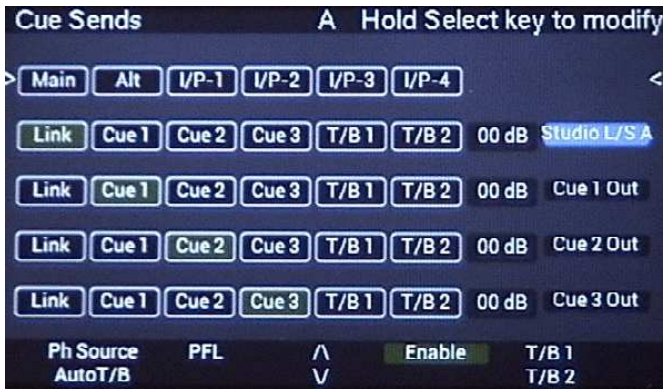 Cue Sends A Hold Select key to modify
> Main Alt I/P-1 I/P-2 I/P-3 I/P-4 <
Link Cue 1 Cue 2 Cue 3 T/B 1 T/B 2 00 dB Studio L/S A
Link Cue 1 Cue 2 Cue 3 T/B 1 T/B 2 00 dB Cue 1 Out
Link Cue 1 Cue 2 Cue 3 T/B 1 T/B 2 00 dB Cue 2 Out
Link Cue 1 Cue 2 Cue 3 T/B 1 T/B 2 00 dB Cue 3 Out
Ph Source PFL /\ Enable T/B 1
AutoT/B \/ T/B 2